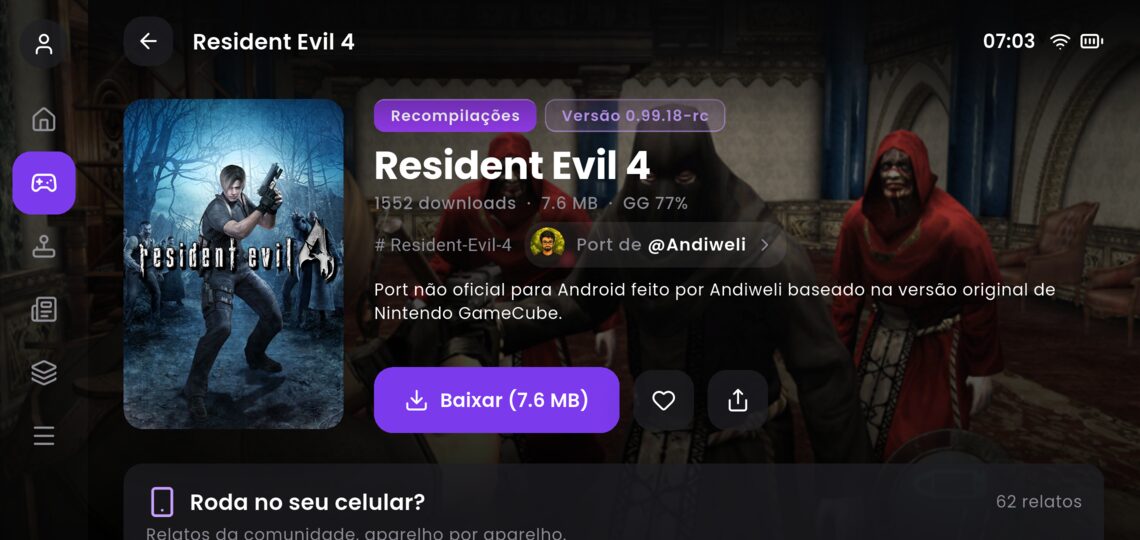 Resident Evil 4
07:03
resident evil 4
Recompilações
Versão 0.99.18-rc
Resident Evil 4
1552 downloads · 7.6 MB · GG 77%
# Resident-Evil-4
Port de @Andiweli
Port não oficial para Android feito por Andiweli baseado na versão original de
Nintendo GameCube.
Baixar (7.6 MB)
Roda no seu celular?
62 relatos
Relatos da comunidade, aparelho por aparelho.